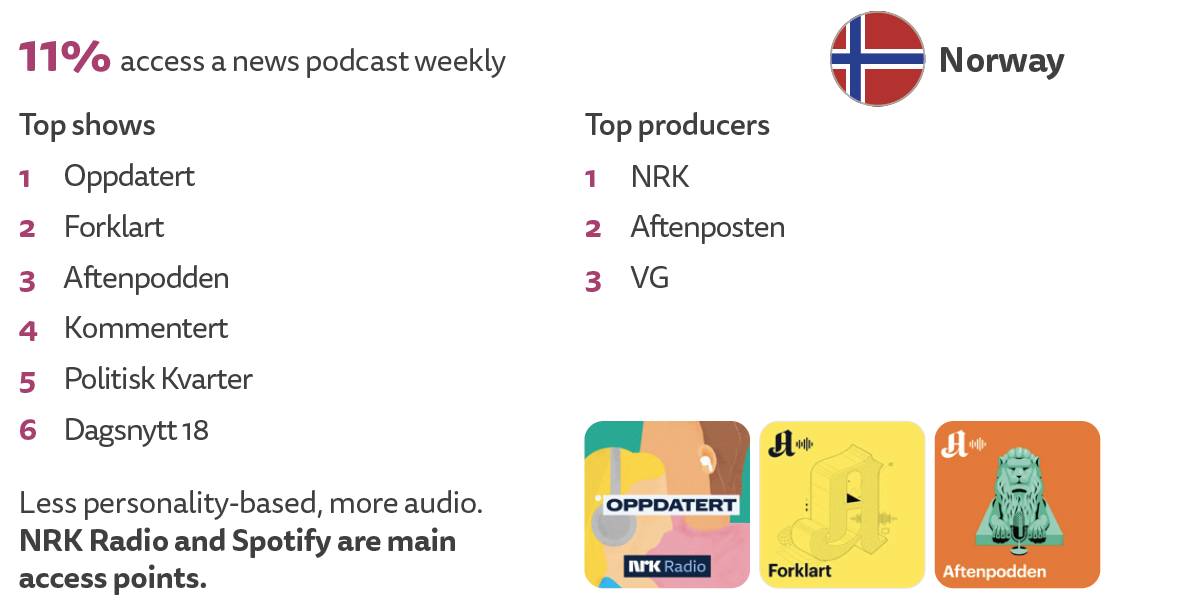 11% access a news podcast weekly
Norway
Top shows
1 Oppdatert
2 Forklart
3 Aftenpodden
4 Kommentert
5 Politisk Kvarter
6 Dagsnytt 18
Top producers
1 NRK
2 Aftenposten
3 VG
Less personality-based, more audio.
NRK Radio and Spotify are main
access points.
OPPDATERT
NRK Radio
A
Forklart
A
Aftenpodden